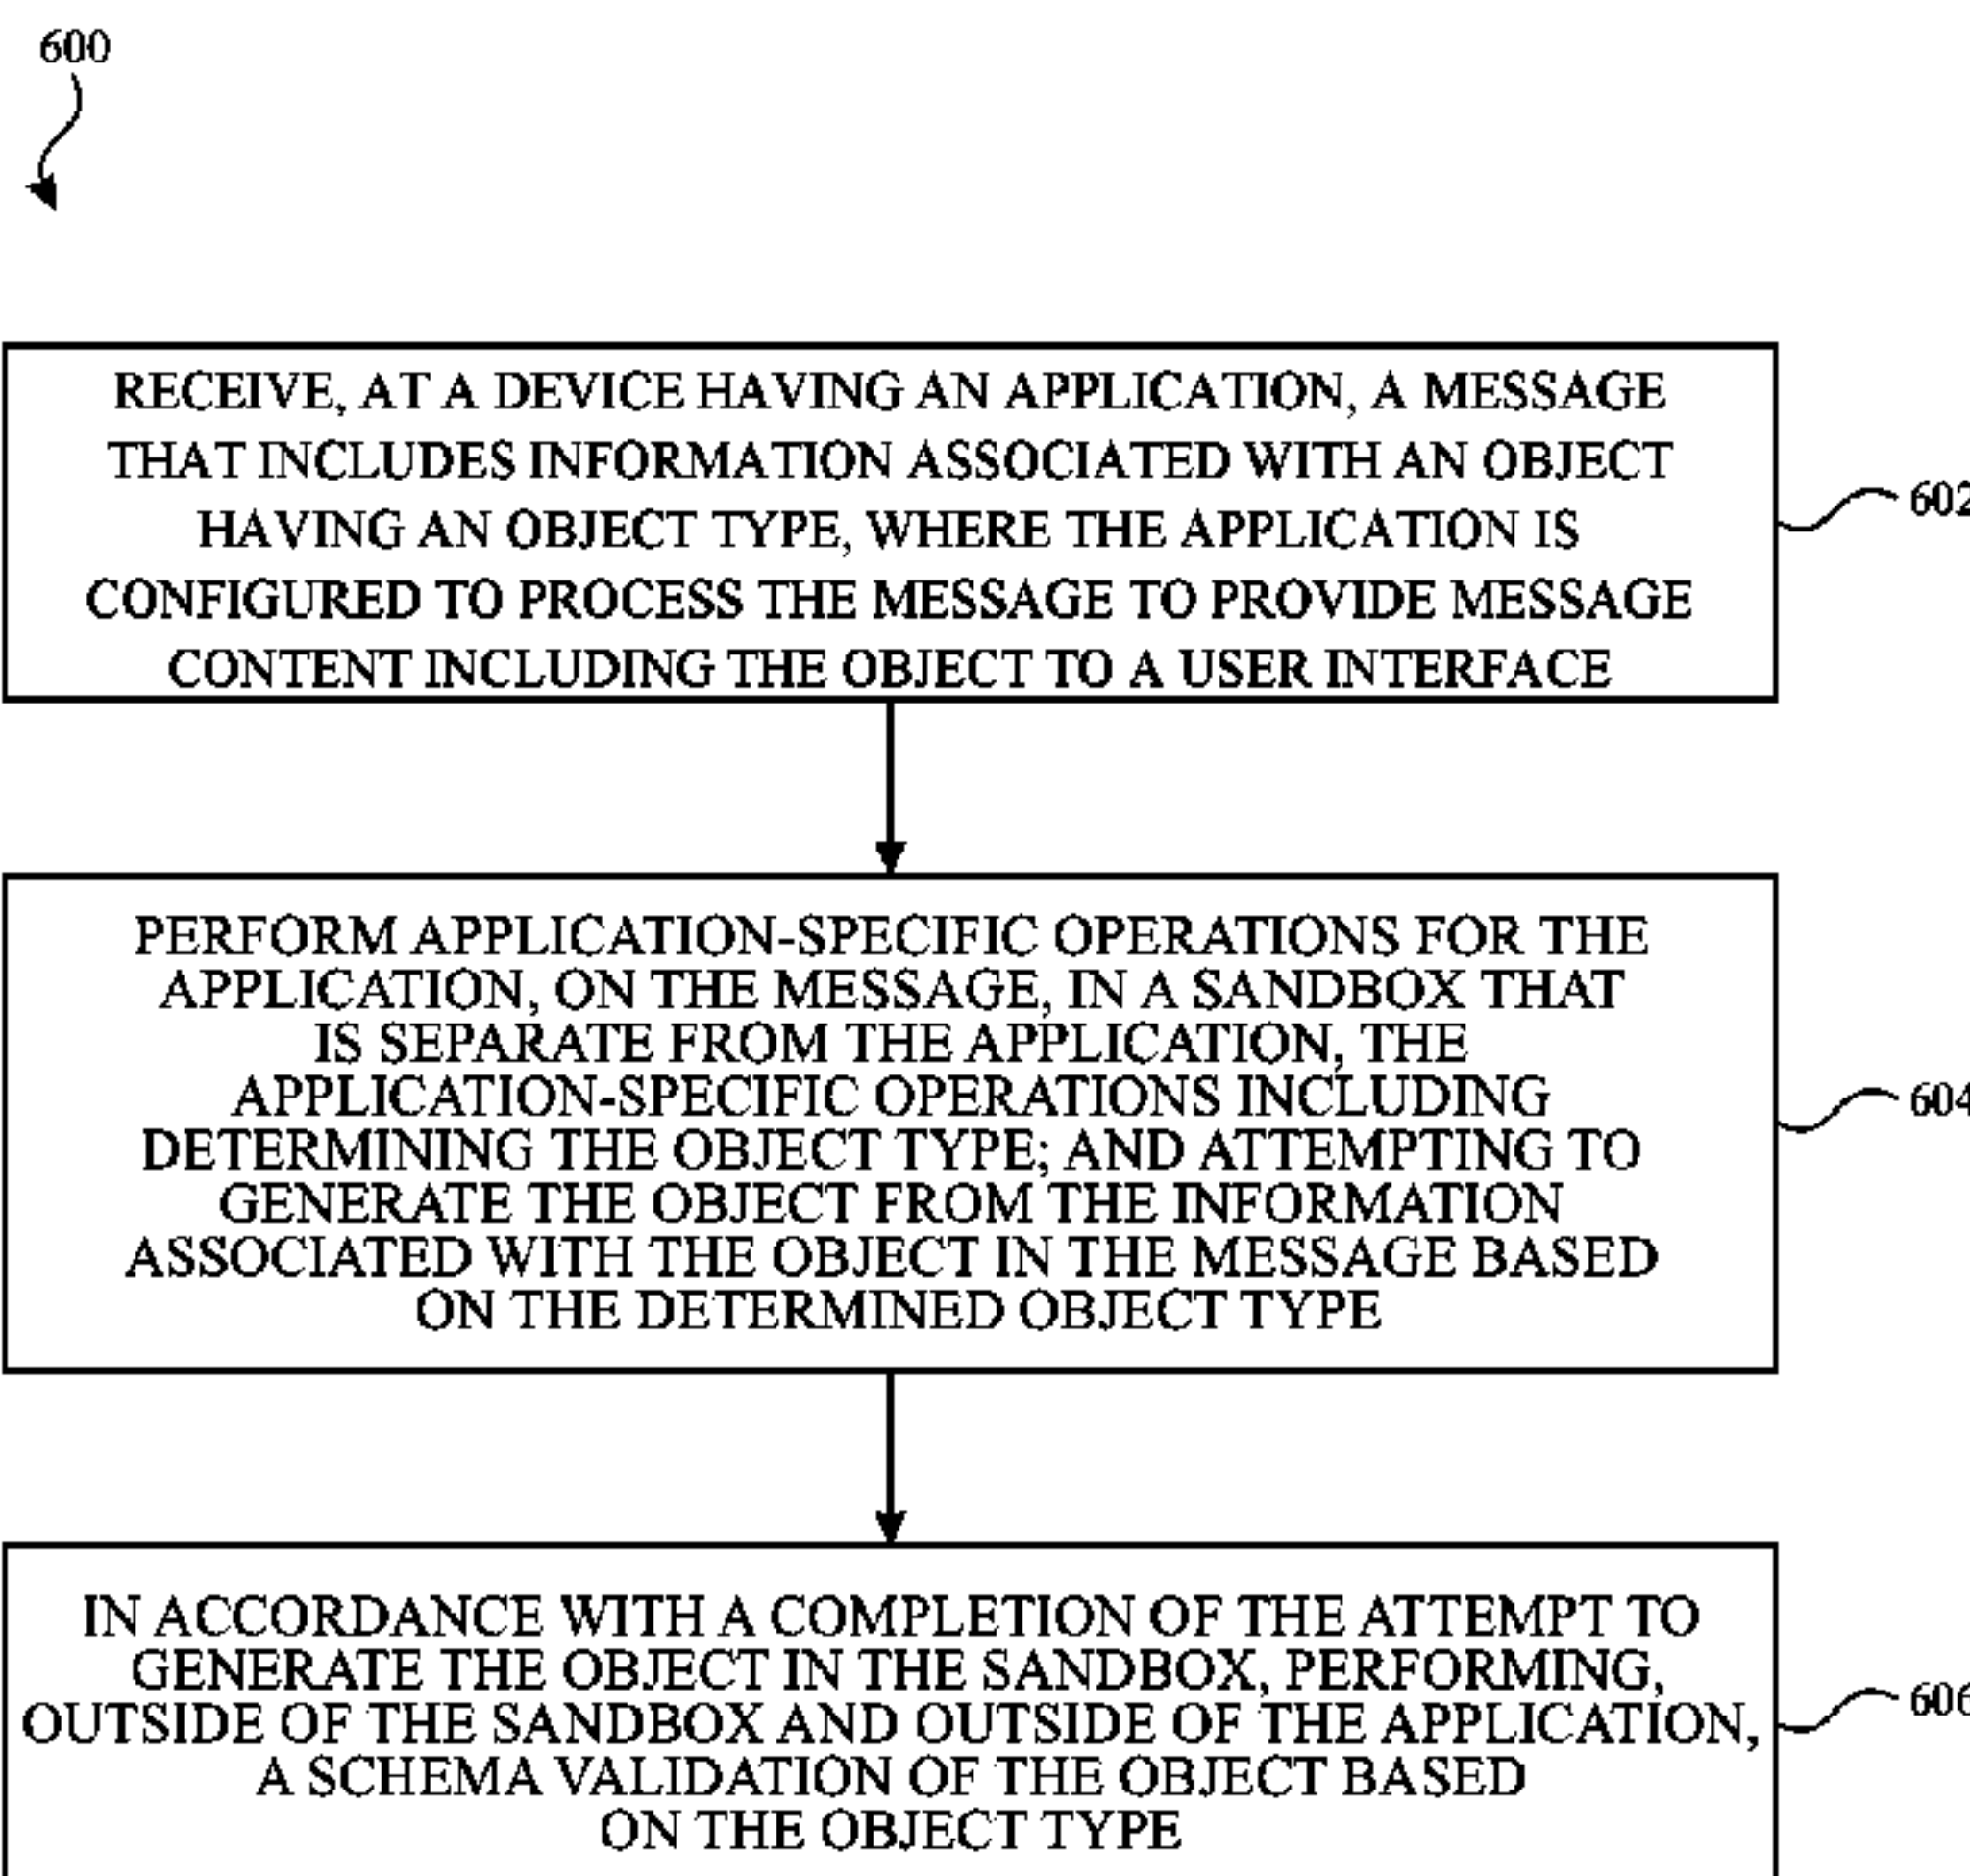 600
RECEIVE, AT A DEVICE HAVING AN APPLICATION, A MESSAGE
THAT INCLUDES INFORMATION ASSOCIATED WITH AN OBJECT
HAVING AN OBJECT TYPE, WHERE THE APPLICATION IS
CONFIGURED TO PROCESS THE MESSAGE TO PROVIDE MESSAGE
CONTENT INCLUDING THE OBJECT TO A USER INTERFACE
602
PERFORM APPLICATION-SPECIFIC OPERATIONS FOR THE
APPLICATION, ON THE MESSAGE, IN A SANDBOX THAT
IS SEPARATE FROM THE APPLICATION, THE
APPLICATION-SPECIFIC OPERATIONS INCLUDING
DETERMINING THE OBJECT TYPE; AND ATTEMPTING TO
GENERATE THE OBJECT FROM THE INFORMATION
ASSOCIATED WITH THE OBJECT IN THE MESSAGE BASED
ON THE DETERMINED OBJECT TYPE
604
IN ACCORDANCE WITH A COMPLETION OF THE ATTEMPT TO
GENERATE THE OBJECT IN THE SANDBOX, PERFORMING,
OUTSIDE OF THE SANDBOX AND OUTSIDE OF THE APPLICATION,
A SCHEMA VALIDATION OF THE OBJECT BASED
ON THE OBJECT TYPE
606